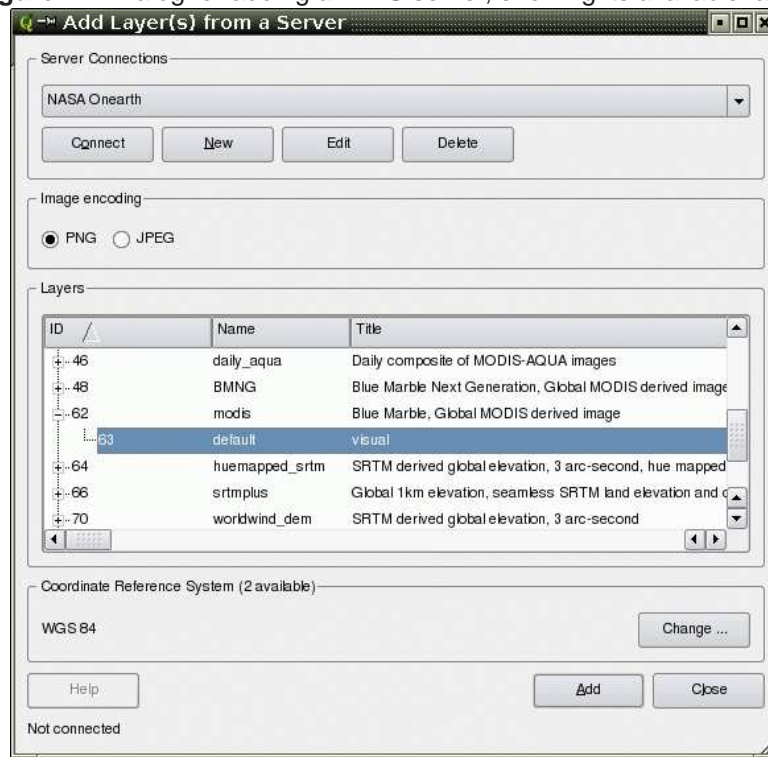 Add Layer(s) from a Server
Server Connections
NASA Onearth
Connect New Edit Delete
Image encoding
PNG JPEG
Layers
ID Name Title
46 daily_aqua Daily composite of MODIS-AQUA images
48 BMNG Blue Marble Next Generation, Global MODIS derived image
62 modis Blue Marble, Global MODIS derived image
63 default visual
64 huemapped_srtm SRTM derived global elevation, 3 arc-second, hue mapped
66 srtmplus Global 1km elevation, seamless SRTM land elevation and
70 worldwind_dem SRTM derived global elevation, 3 arc-second
Coordinate Reference System (2 available)
WGS 84 Change ...
Help Add Close
Not connected